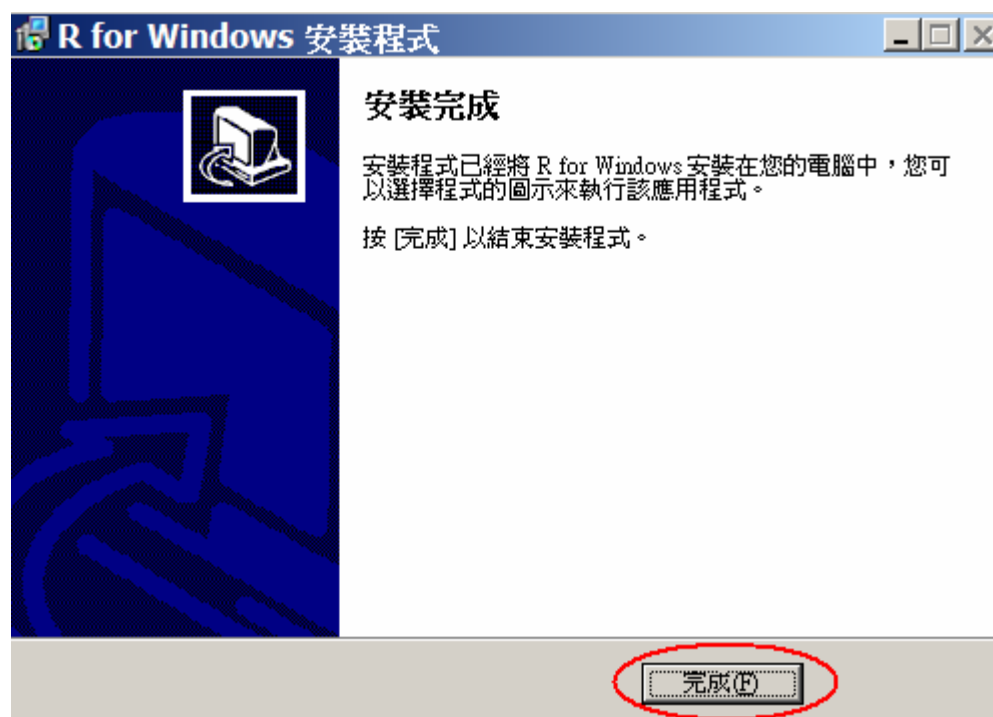 R for Windows 安裝程式
安裝完成
安裝程式已經將 R for Windows 安裝在您的電腦中，您可
以選擇程式的圖示來執行該應用程式。
按 [完成] 以結束安裝程式。
完成(F)